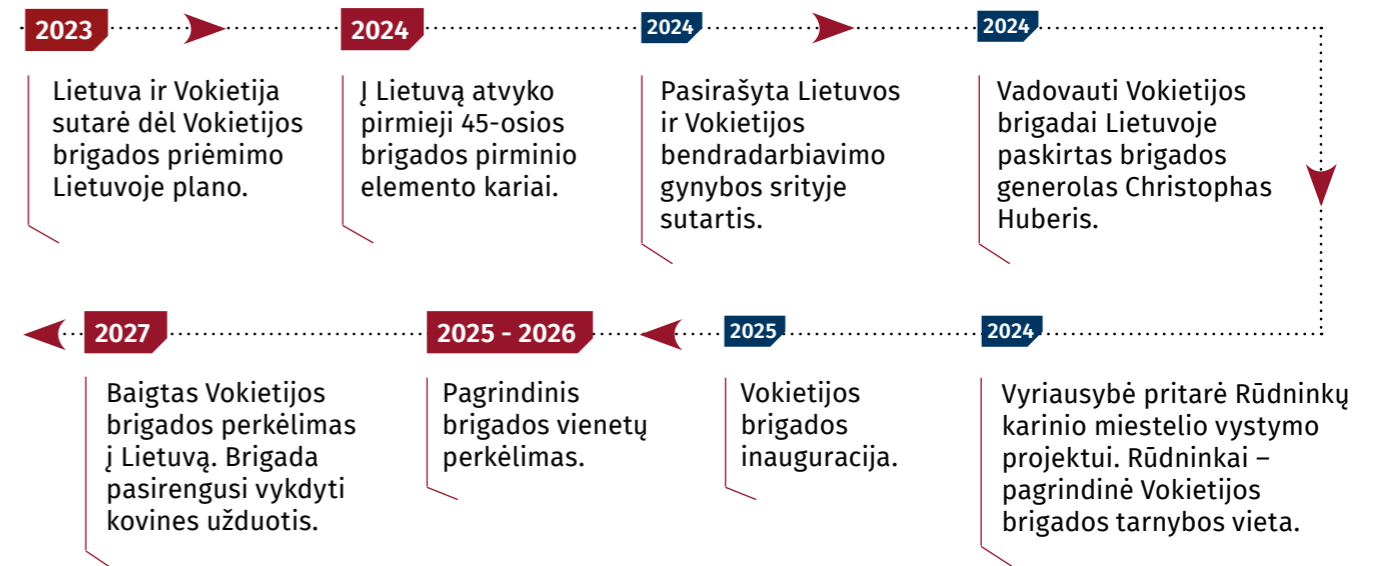 2023
Lietuva ir Vokietija
sutarė dėl Vokietijos
brigados priėmimo
Lietuvoje plano.
2024
Į Lietuvą atvyko
pirmieji 45-osios
brigados pirminio
elemento kariai.
2024
Pasirašyta Lietuvos
ir Vokietijos
bendradarbiavimo
gynybos srityje
sutartis.
2024
Vadovauti Vokietijos
brigadai Lietuvoje
paskirtas brigados
generolas Christophas
Huberis.
2024
Vyriausybė pritarė Rūdninkų
karinio miestelio vystymo
projektui. Rūdninkai –
pagrindinė Vokietijos
brigados tarnybos vieta.
2025
Vokietijos
brigados
inauguracija.
2025 - 2026
Pagrindinis
brigados vienetų
perkėlimas.
2027
Baigtas Vokietijos
brigados perkėlimas
į Lietuvą. Brigada
pasirengusi vykdyti
kovines užduotis.